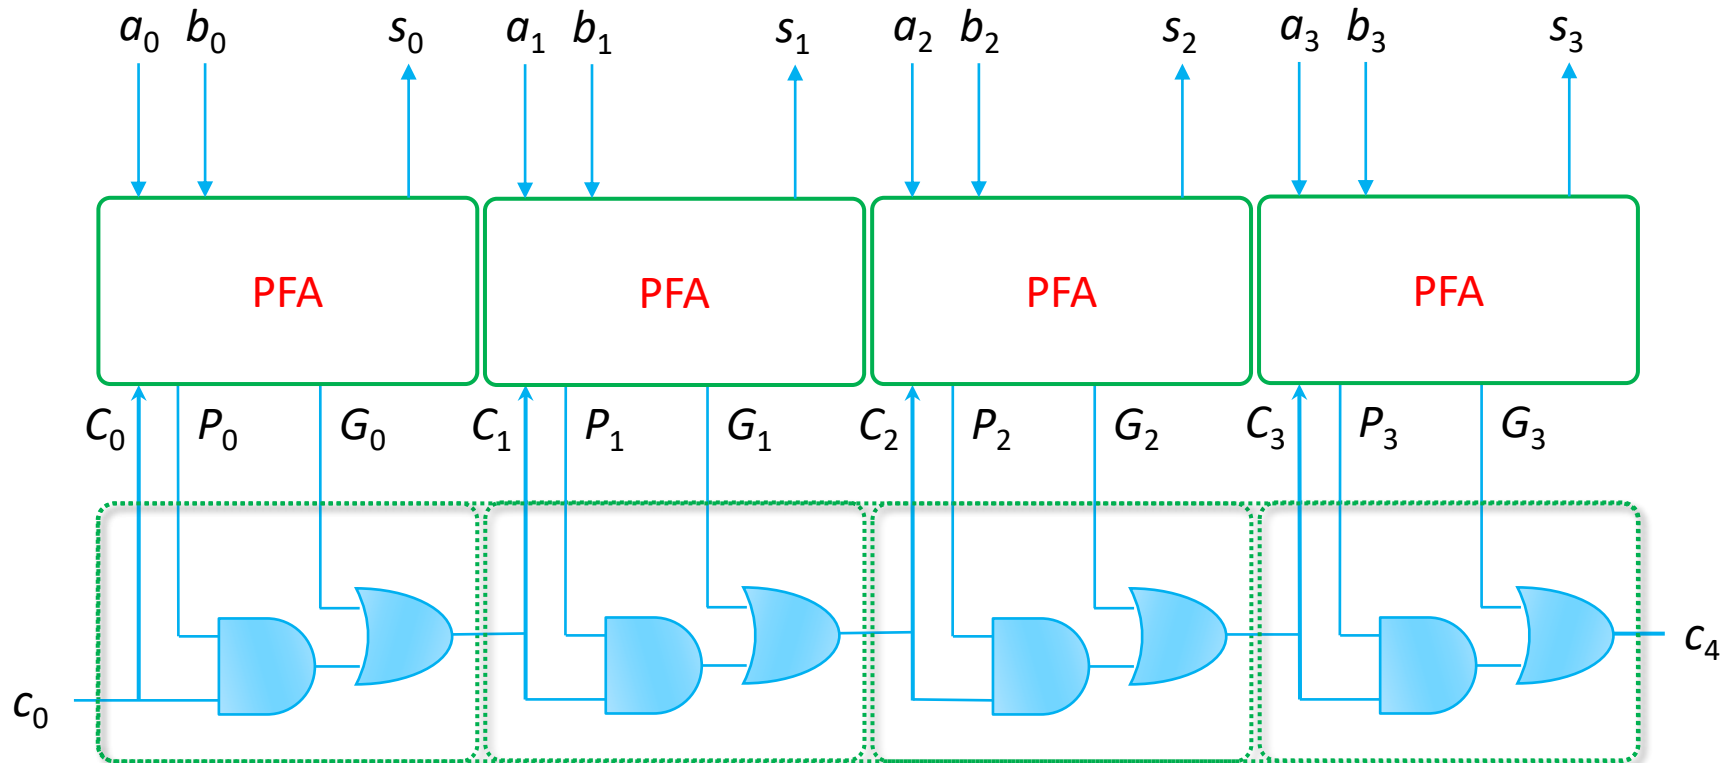 a0 b0 s0 a1 b1 s1 a2 b2 s2 a3 b3 s3
PFA PFA PFA PFA
C0 P0 G0 C1 P1 G1 C2 P2 G2 C3 P3 G3
c4
c0